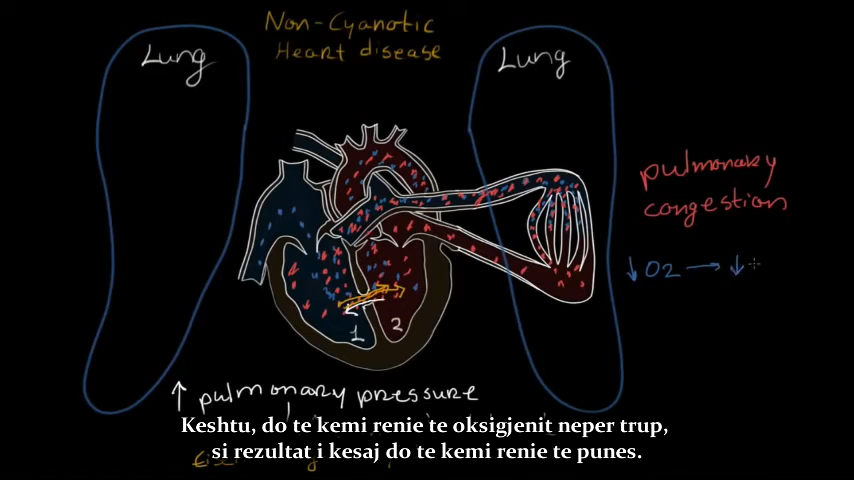 Non-Cyanotic
Heart disease
Lung
Lung
pulmonary
congestion
↓ O2 → ↓
1
2
↑ pulmonary pressure
Keshtu, do te kemi renie te oksigjenit neper trup,
si rezultat i kesaj do te kemi renie te punes.